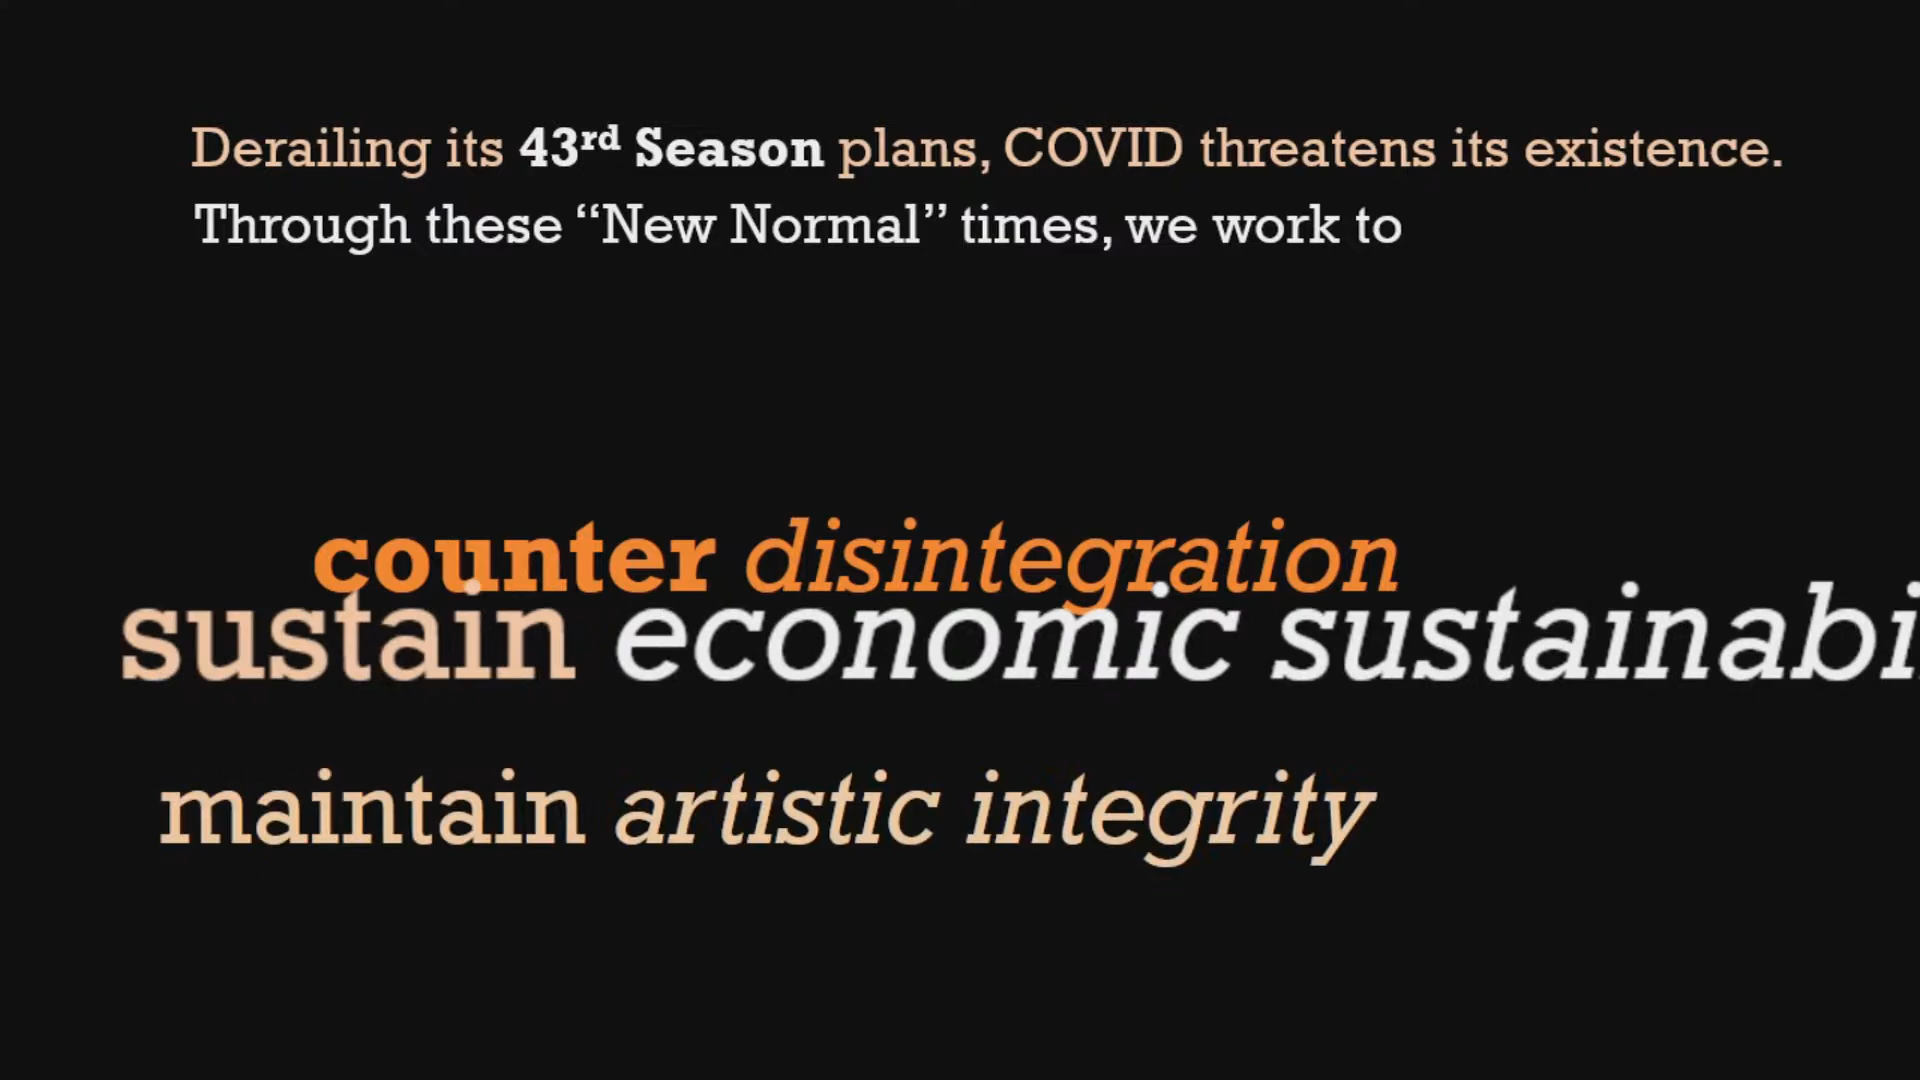 Derailing its 43rd Season plans, COVID threatens its existence.
Through these “New Normal” times, we work to
counter disintegration
sustain economic sustainabi
maintain artistic integrity